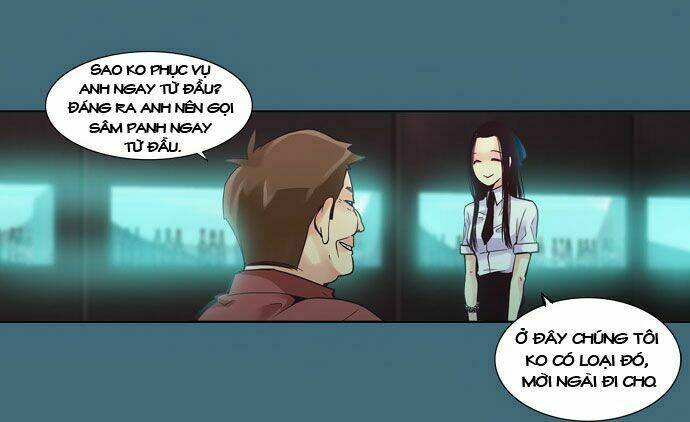 SAO KO PHỤC VỤ
ANH NGAY TỪ ĐẦU?
ĐÁNG RA ANH NÊN GỌI
SÂM PANH NGAY
TỪ ĐẦU.
Ở ĐÂY CHÚNG TÔI
KO CÓ LOẠI ĐÓ,
MỜI NGÀI ĐI CHO.